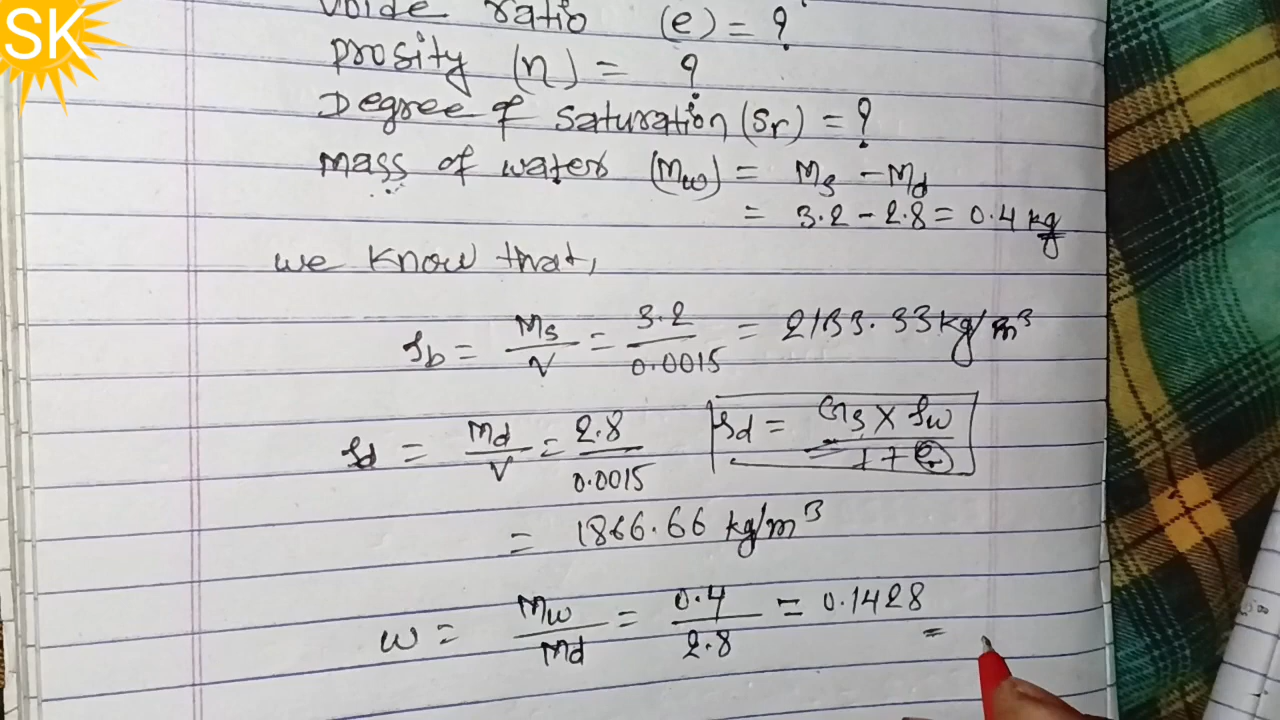 SK
Voide ratio (e) = ?
Prosity (n) = ?
Degree of Saturation (Sr) = ?
Mass of water (Mw) = Ms - Md
= 3.2 - 2.8 = 0.4 kg
we know that,
ρb = Ms/V = 3.2/0.0015 = 2133.33 kg/m³
ρd = Md/V = 2.8/0.0015 ρd = Gs × ρw / 1 + e
= 1866.66 kg/m³
w = Mw/Md = 0.4/2.8 = 0.1428 =